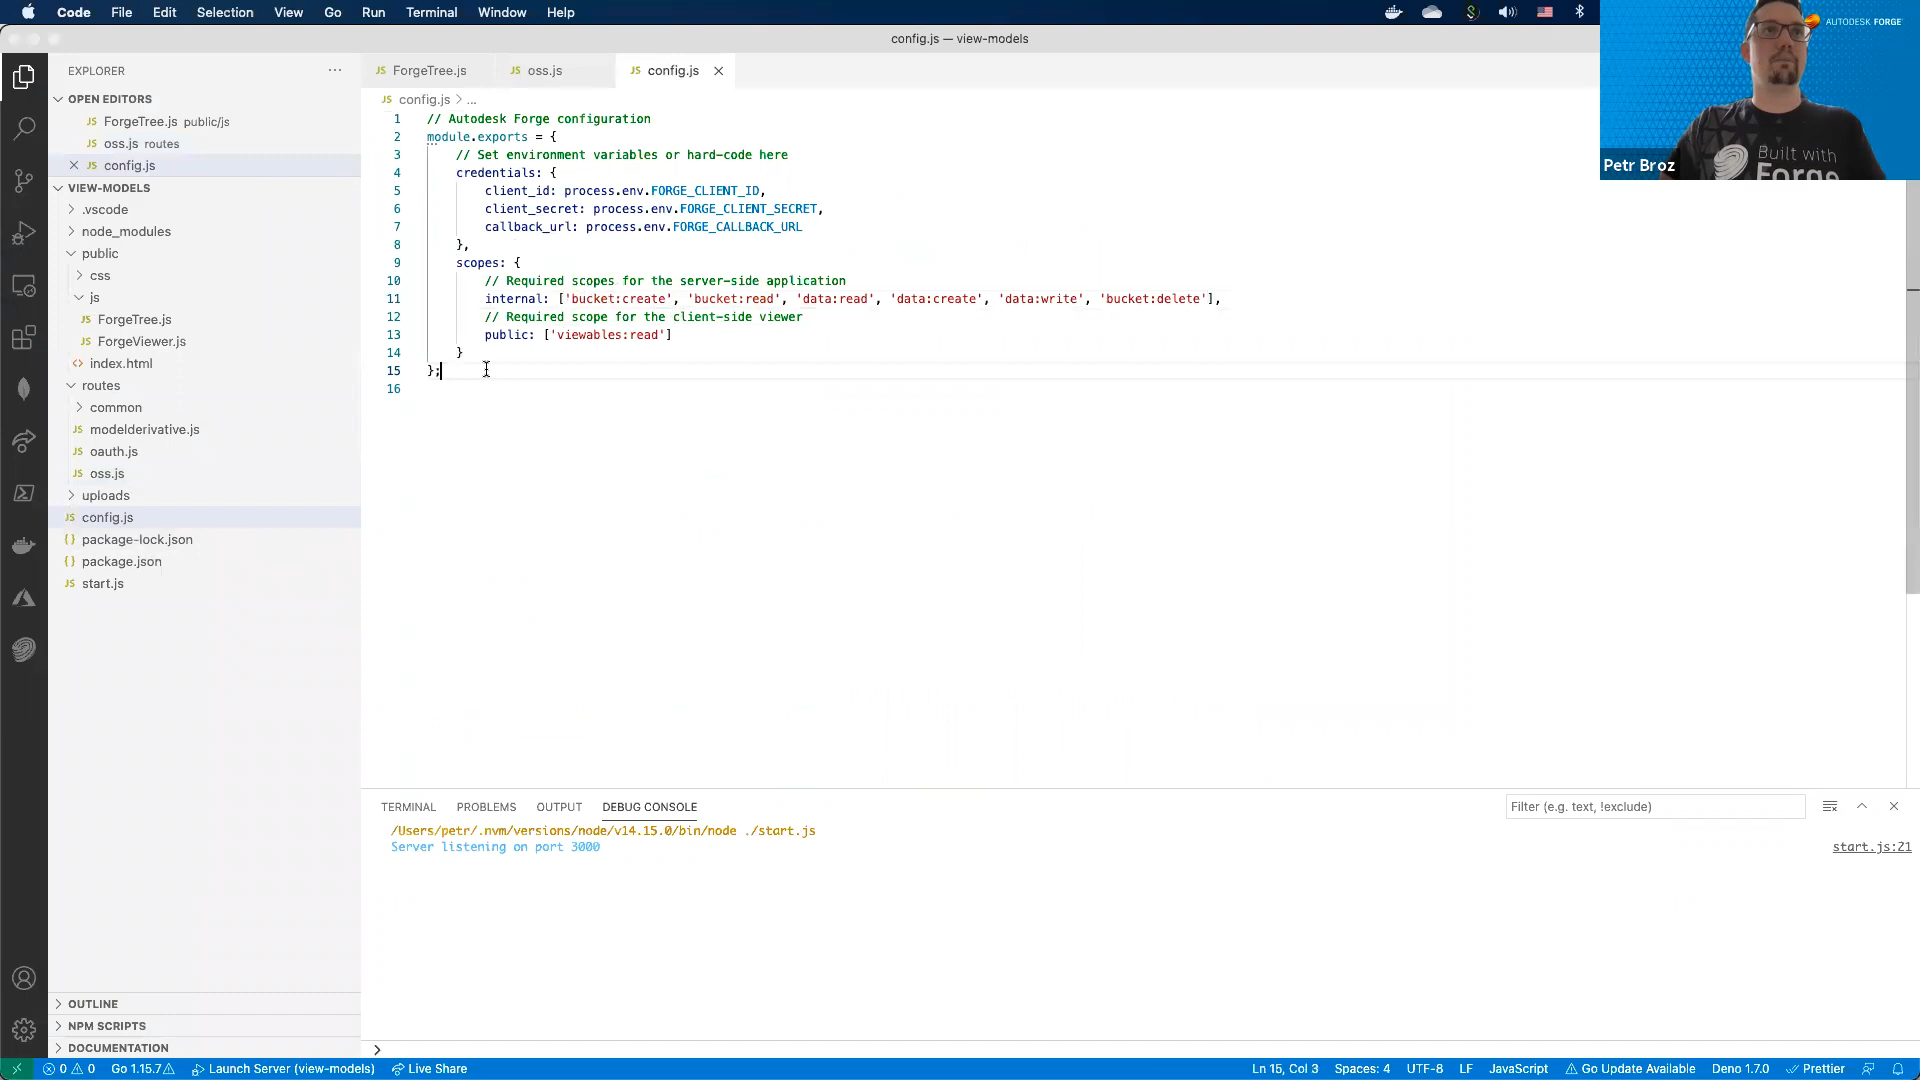 Code File Edit Selection View Go Run Terminal Window Help
config.js — view-models
AUTODESK FORGE
Built with
Forge
Petr Broz
EXPLORER
OPEN EDITORS
ForgeTree.js public/js
oss.js routes
config.js
VIEW-MODELS
.vscode
node_modules
public
css
js
ForgeTree.js
ForgeViewer.js
index.html
routes
common
modelderivative.js
oauth.js
oss.js
uploads
config.js
package-lock.json
package.json
start.js
OUTLINE
NPM SCRIPTS
DOCUMENTATION
JS ForgeTree.js JS oss.js JS config.js
JS config.js > ...
1 // Autodesk Forge configuration
2 module.exports = {
3 // Set environment variables or hard-code here
4 credentials: {
5 client_id: process.env.FORGE_CLIENT_ID,
6 client_secret: process.env.FORGE_CLIENT_SECRET,
7 callback_url: process.env.FORGE_CALLBACK_URL
8 },
9 scopes: {
10 // Required scopes for the server-side application
11 internal: ['bucket:create', 'bucket:read', 'data:read', 'data:create', 'data:write', 'bucket:delete'],
12 // Required scope for the client-side viewer
13 public: ['viewables:read']
14 }
15 };
16
TERMINAL PROBLEMS OUTPUT DEBUG CONSOLE Filter (e.g. text, !exclude)
/Users/petr/.nvm/versions/node/v14.15.0/bin/node ./start.js
Server listening on port 3000 start.js:21
0 0 Go 1.15.7 Launch Server (view-models) Live Share Ln 15, Col 3 Spaces: 4 UTF-8 LF JavaScript Go Update Available Deno 1.7.0 Prettier